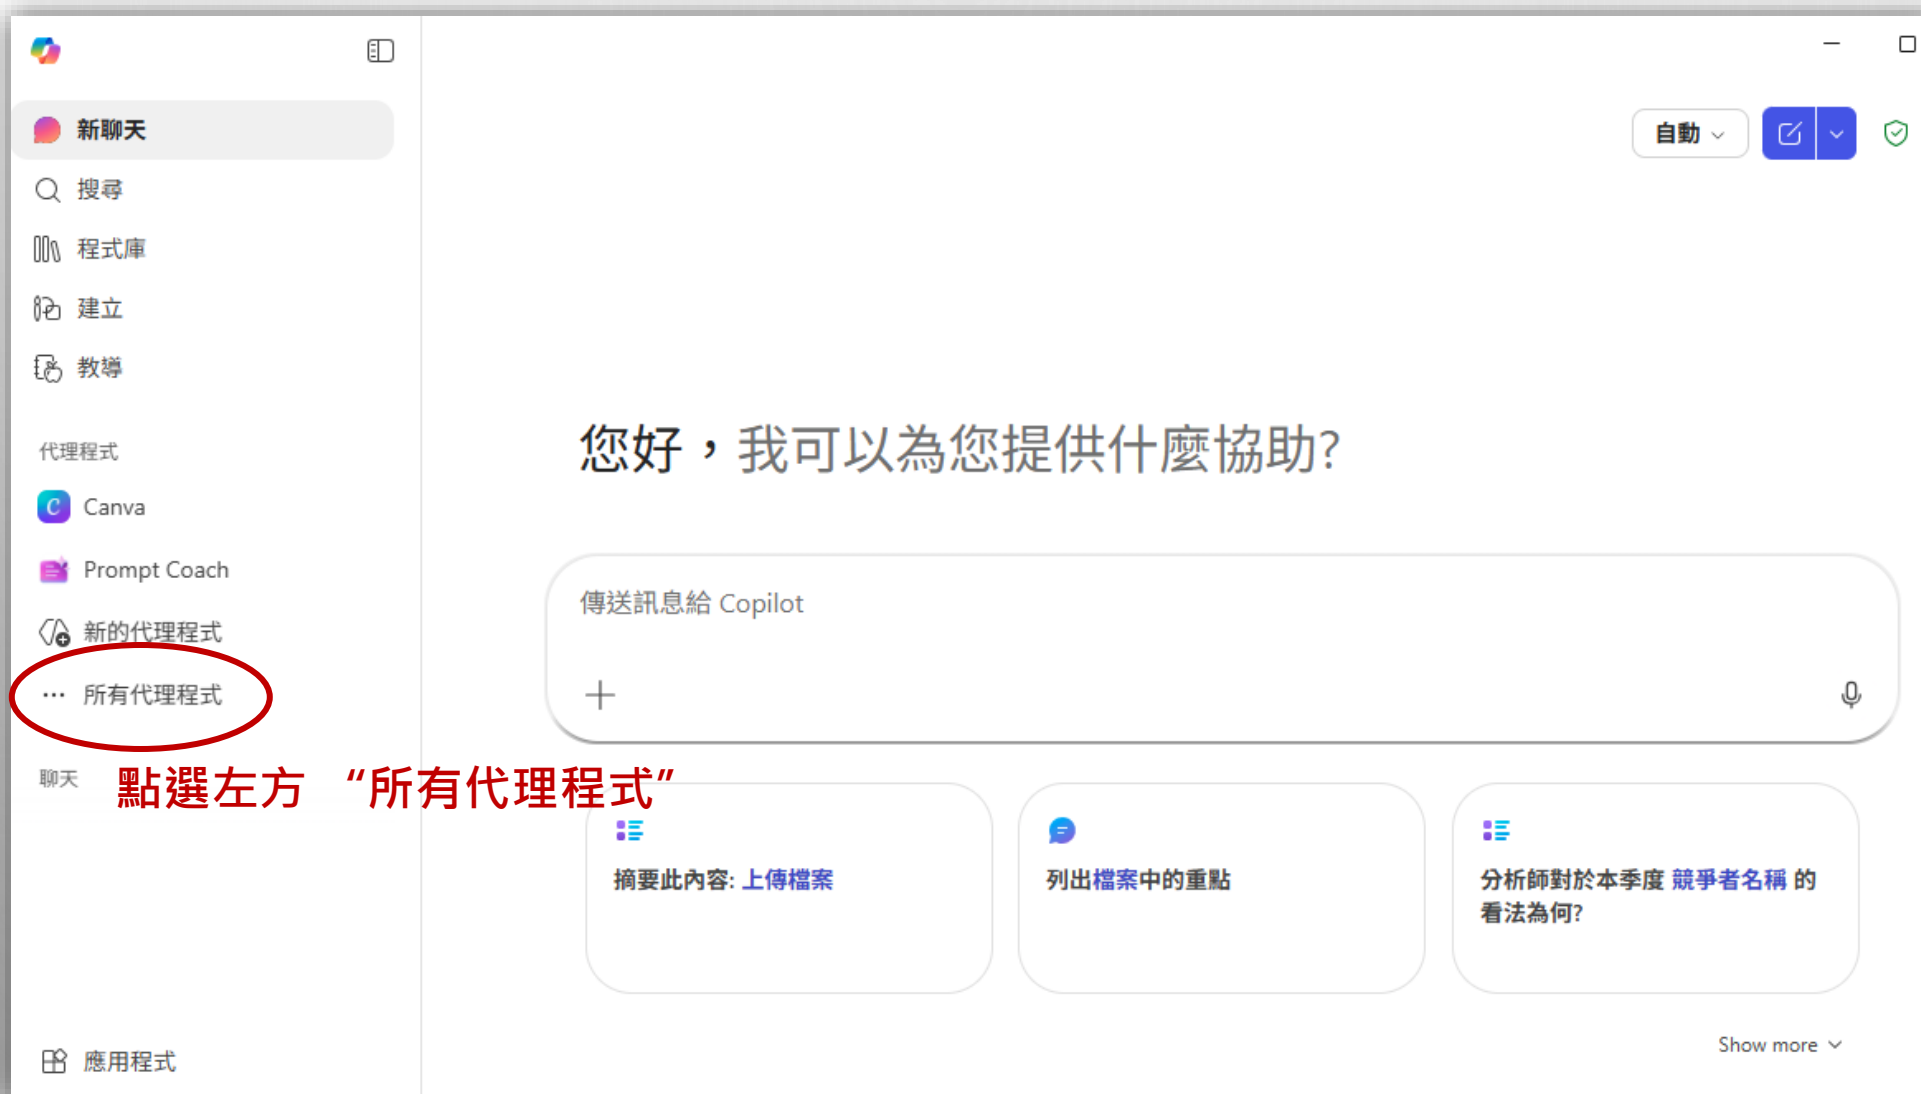 新聊天
搜尋
程式庫
建立
教導
代理程式
Canva
Prompt Coach
新的代理程式
所有代理程式
聊天
點選左方 “所有代理程式”
應用程式
自動
您好，我可以為您提供什麼協助?
傳送訊息給 Copilot
摘要此內容: 上傳檔案
列出檔案中的重點
分析師對於本季度 競爭者名稱 的
看法為何?
Show more